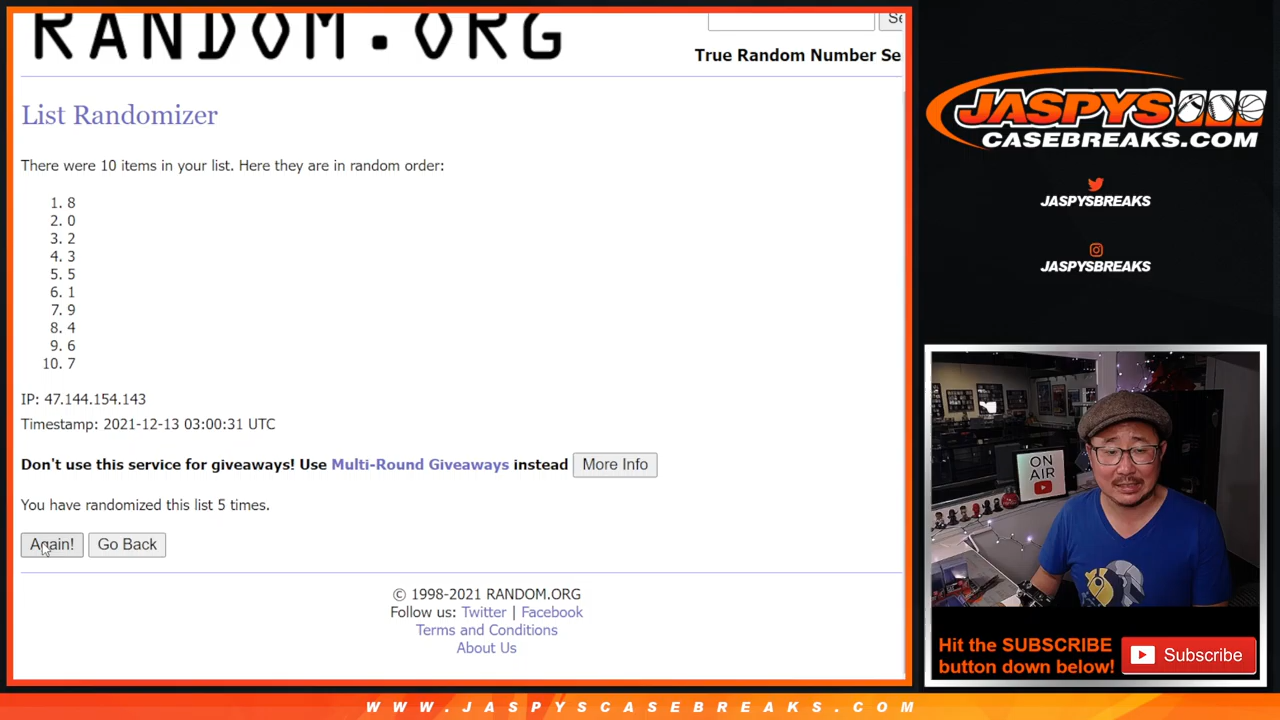 RANDOM.ORG
Se
True Random Number Se
List Randomizer
There were 10 items in your list. Here they are in random order:
1. 8
2. 0
3. 2
4. 3
5. 5
6. 1
7. 9
8. 4
9. 6
10. 7
IP: 47.144.154.143
Timestamp: 2021-12-13 03:00:31 UTC
Don't use this service for giveaways! Use Multi-Round Giveaways instead More Info
You have randomized this list 5 times.
Again! Go Back
© 1998-2021 RANDOM.ORG
Follow us: Twitter | Facebook
Terms and Conditions
About Us
JASPYS
CASEBREAKS.COM
JASPYSBREAKS
JASPYSBREAKS
ON
AIR
Hit the SUBSCRIBE
button down below!
Subscribe
WWW.JASPYSCASEBREAKS.COM